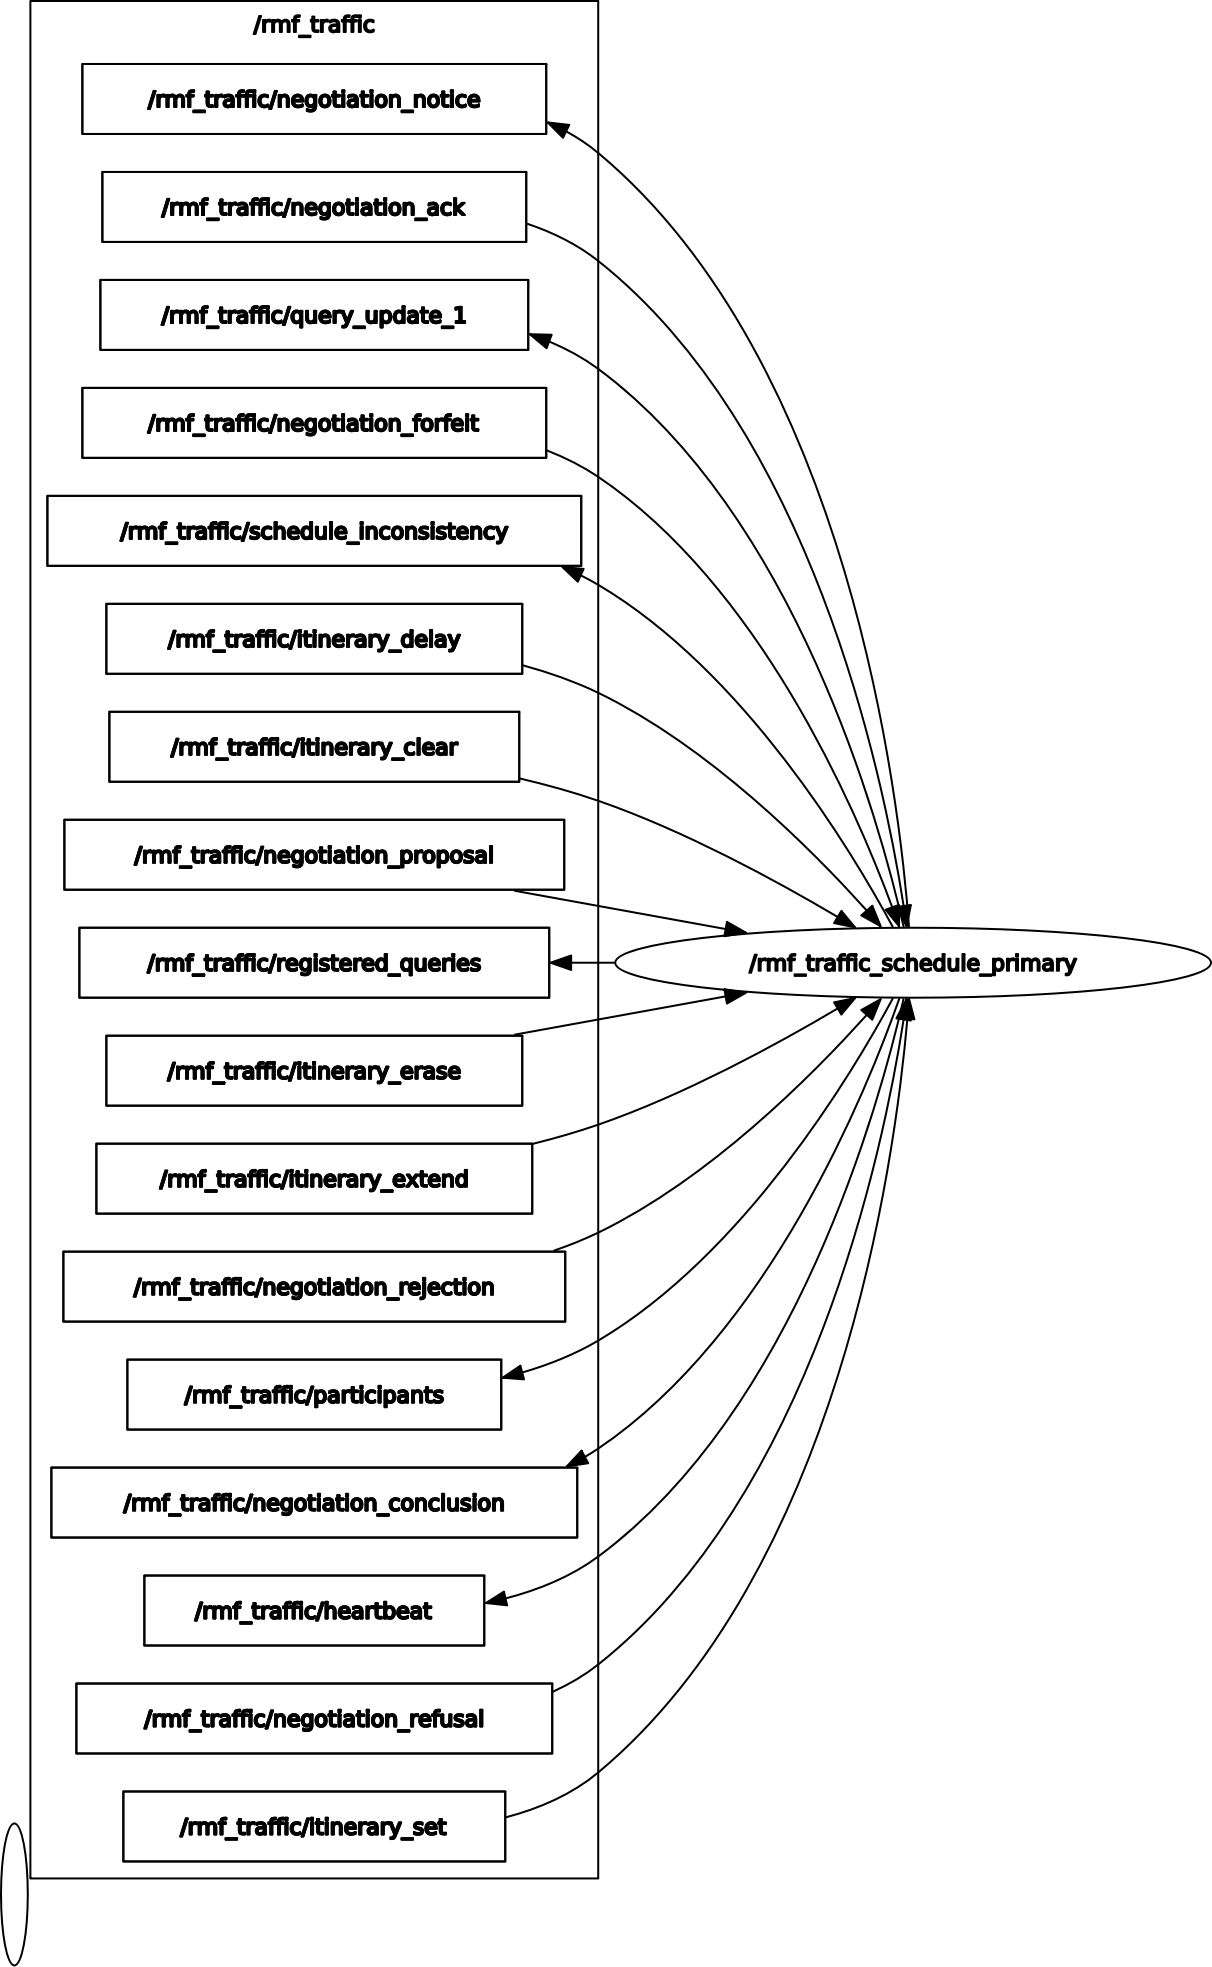 /rmf_traffic
/rmf_traffic/negotiation_notice
/rmf_traffic/negotiation_ack
/rmf_traffic/query_update_1
/rmf_traffic/negotiation_forfeit
/rmf_traffic/schedule_inconsistency
/rmf_traffic/itinerary_delay
/rmf_traffic/itinerary_clear
/rmf_traffic/negotiation_proposal
/rmf_traffic/registered_queries
/rmf_traffic_schedule_primary
/rmf_traffic/itinerary_erase
/rmf_traffic/itinerary_extend
/rmf_traffic/negotiation_rejection
/rmf_traffic/participants
/rmf_traffic/negotiation_conclusion
/rmf_traffic/heartbeat
/rmf_traffic/negotiation_refusal
/rmf_traffic/itinerary_set